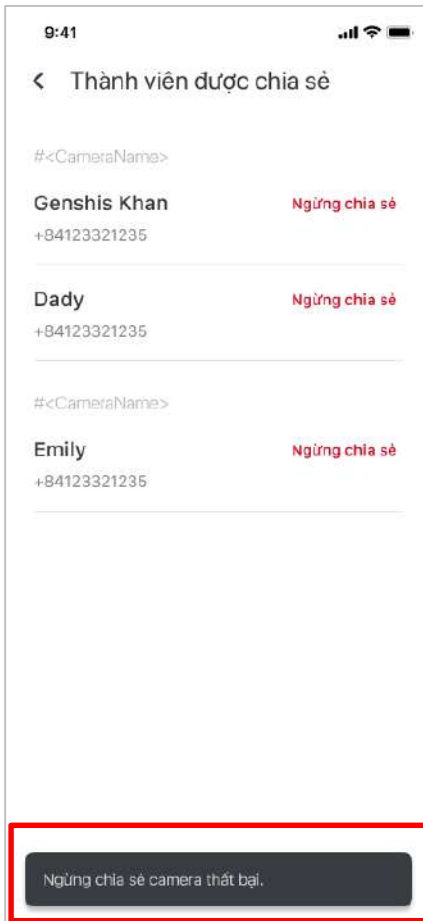 9:41
Thành viên được chia sẻ
#<CameraName>
Genshis Khan Ngừng chia sẻ
+84123321235
Dady Ngừng chia sẻ
+84123321235
#<CameraName>
Emily Ngừng chia sẻ
+84123321235
Ngừng chia sẻ camera thất bại.